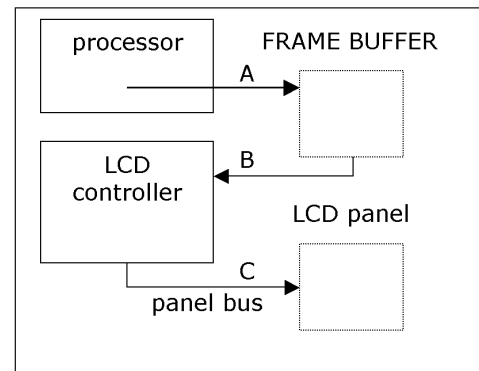 processor
FRAME BUFFER
A
LCD
controller
B
LCD panel
C
panel bus